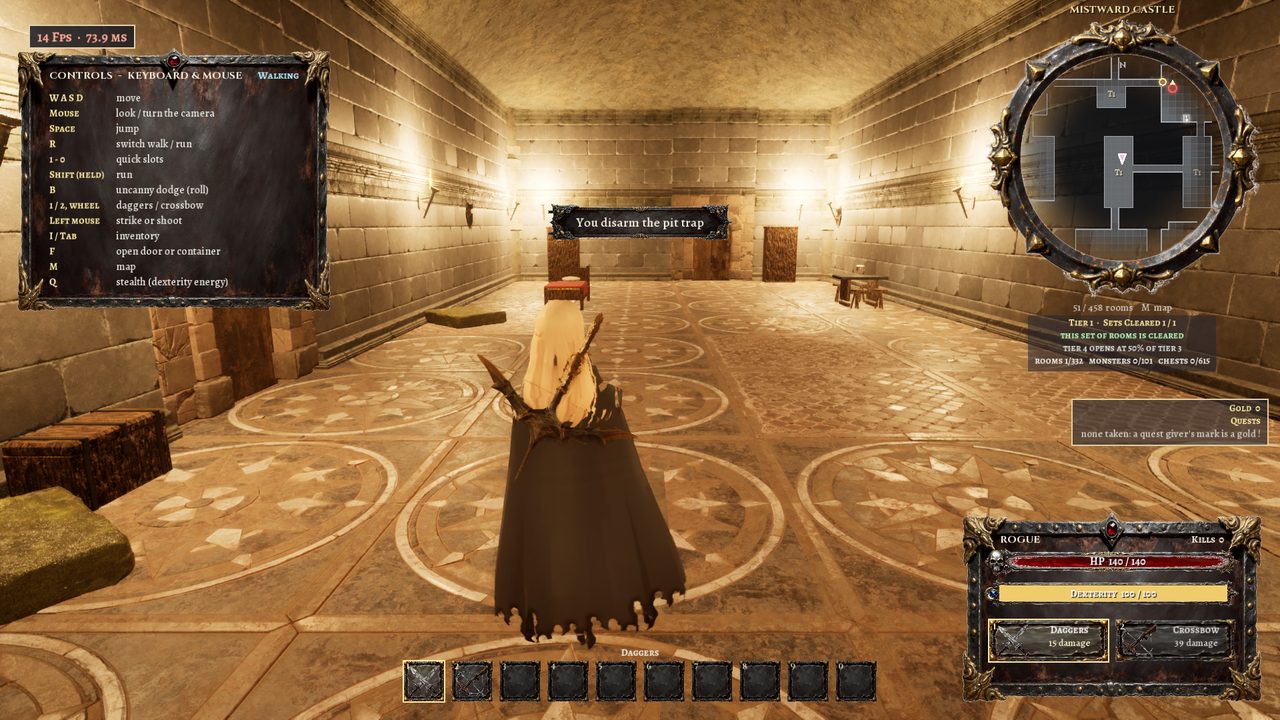 14 Fps · 73.9 ms
CONTROLS - KEYBOARD & MOUSE Walking
W A S D move
Mouse look / turn the camera
Space jump
R switch walk / run
1 - 0 quick slots
Shift (held) run
B uncanny dodge (roll)
1 / 2, wheel daggers / crossbow
Left mouse strike or shoot
I / Tab inventory
F open door or container
M map
Q stealth (dexterity energy)
You disarm the pit trap
MISTWARD CASTLE
N
T1
T1
T1
51 / 458 rooms M map
Tier 1 · Sets Cleared 1 / 1
THIS SET OF ROOMS IS CLEARED
TIER 4 OPENS AT 50% OF TIER 3
ROOMS 1/332 MONSTERS 0/101 CHESTS 0/615
Gold 0
Quests
none taken: a quest giver's mark is a gold !
ROGUE Kills 0
HP 140 / 140
Dexterity 100 / 100
Daggers
15 damage
Crossbow
39 damage
Daggers
8 9 0